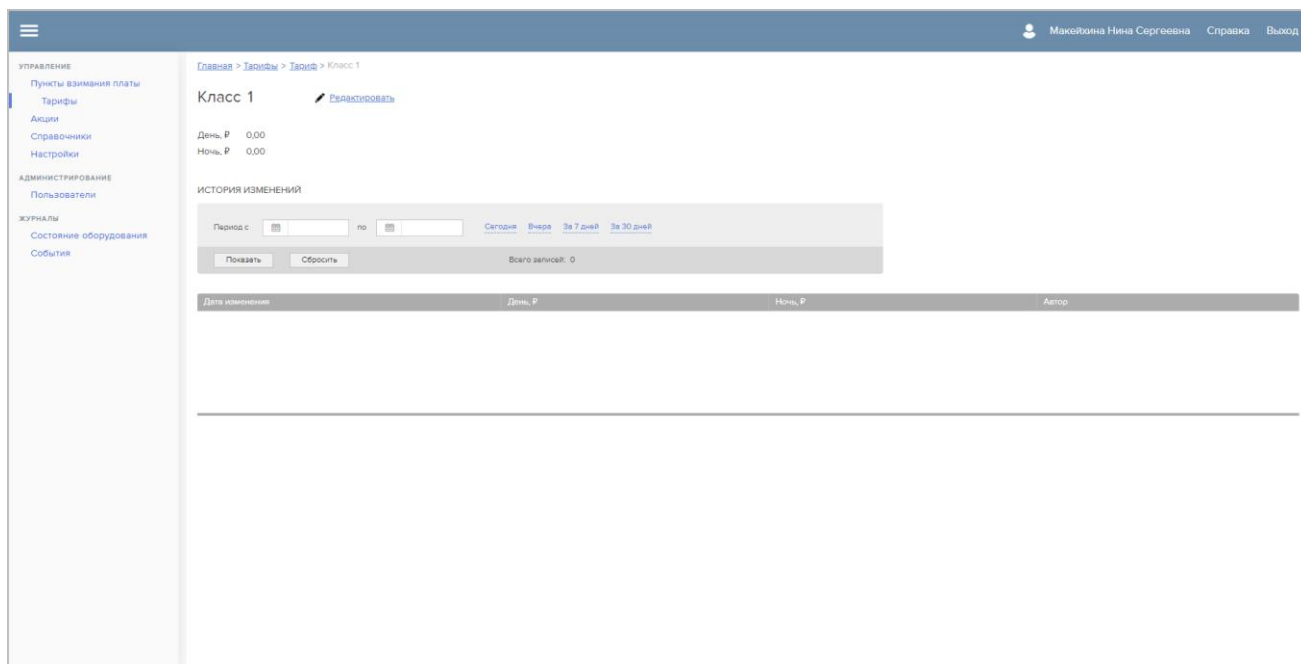 Макейхина Нина Сергеевна Справка Выход
УПРАВЛЕНИЕ
Пункты взимания платы
Тарифы
Акции
Справочники
Настройки
АДМИНИСТРИРОВАНИЕ
Пользователи
ЖУРНАЛЫ
Состояние оборудования
События
Главная > Тарифы > Тариф > Класс 1
Класс 1 Редактировать
День, ₽ 0,00
Ночь, ₽ 0,00
ИСТОРИЯ ИЗМЕНЕНИЙ
Период с по Сегодня Вчера За 7 дней За 30 дней
Показать Сбросить Всего записей: 0
Дата изменения День, ₽ Ночь, ₽ Автор